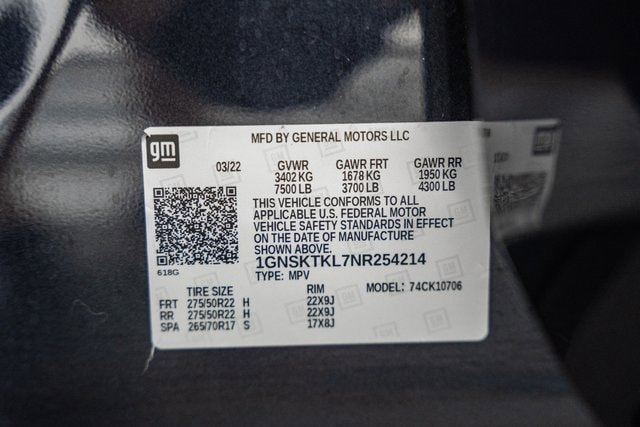 gm
MFD BY GENERAL MOTORS LLC
03/22 GVWR GAWR FRT GAWR RR
3402 KG 1678 KG 1950 KG
7500 LB 3700 LB 4300 LB
THIS VEHICLE CONFORMS TO ALL
APPLICABLE U.S. FEDERAL MOTOR
VEHICLE SAFETY STANDARDS IN EFFECT
ON THE DATE OF MANUFACTURE
SHOWN ABOVE.
618G
1GNSKTKL7NR254214
TYPE: MPV MODEL: 74CK10706
TIRE SIZE RIM
FRT 275/50R22 H 22X9J
RR 275/50R22 H 22X9J
SPA 265/70R17 S 17X8J